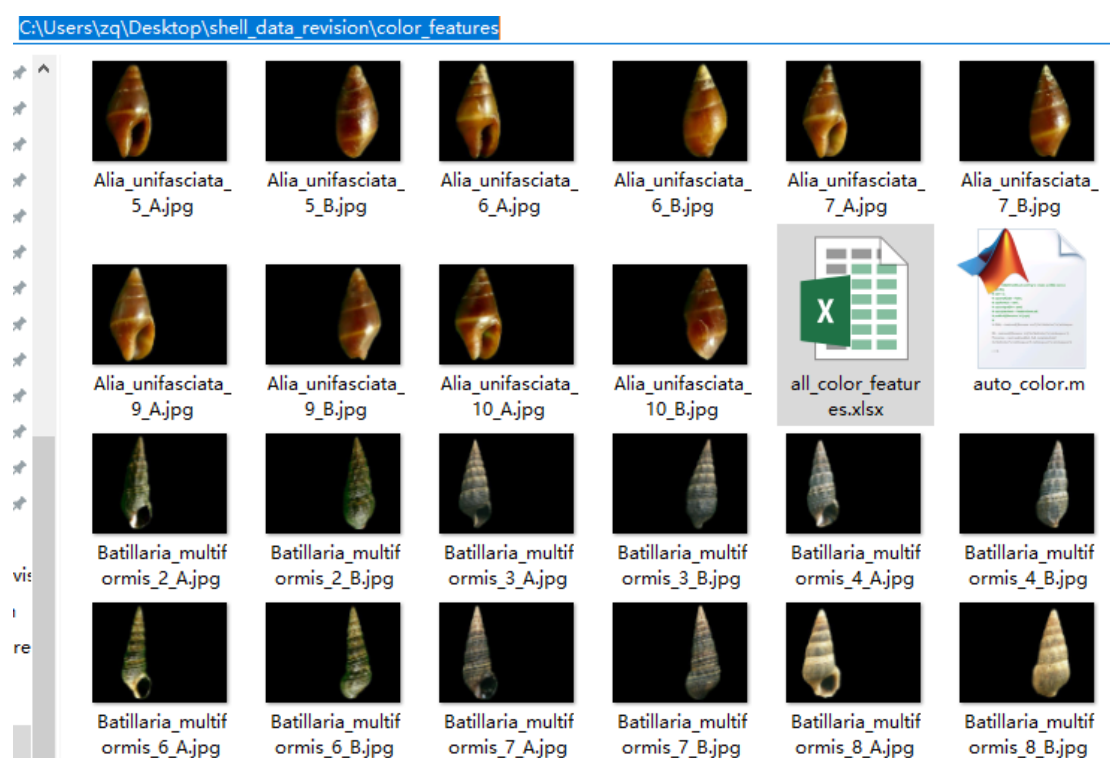 C:\Users\zq\Desktop\shell_data_revision\color_features
Alia_unifasciata_
5_A.jpg
Alia_unifasciata_
5_B.jpg
Alia_unifasciata_
6_A.jpg
Alia_unifasciata_
6_B.jpg
Alia_unifasciata_
7_A.jpg
Alia_unifasciata_
7_B.jpg
Alia_unifasciata_
9_A.jpg
Alia_unifasciata_
9_B.jpg
Alia_unifasciata_
10_A.jpg
Alia_unifasciata_
10_B.jpg
X
all_color_featur
es.xlsx
auto_color.m
Batillaria_multif
ormis_2_A.jpg
Batillaria_multif
ormis_2_B.jpg
Batillaria_multif
ormis_3_A.jpg
Batillaria_multif
ormis_3_B.jpg
Batillaria_multif
ormis_4_A.jpg
Batillaria_multif
ormis_4_B.jpg
vis
re
Batillaria_multif
ormis_6_A.jpg
Batillaria_multif
ormis_6_B.jpg
Batillaria_multif
ormis_7_A.jpg
Batillaria_multif
ormis_7_B.jpg
Batillaria_multif
ormis_8_A.jpg
Batillaria_multif
ormis_8_B.jpg